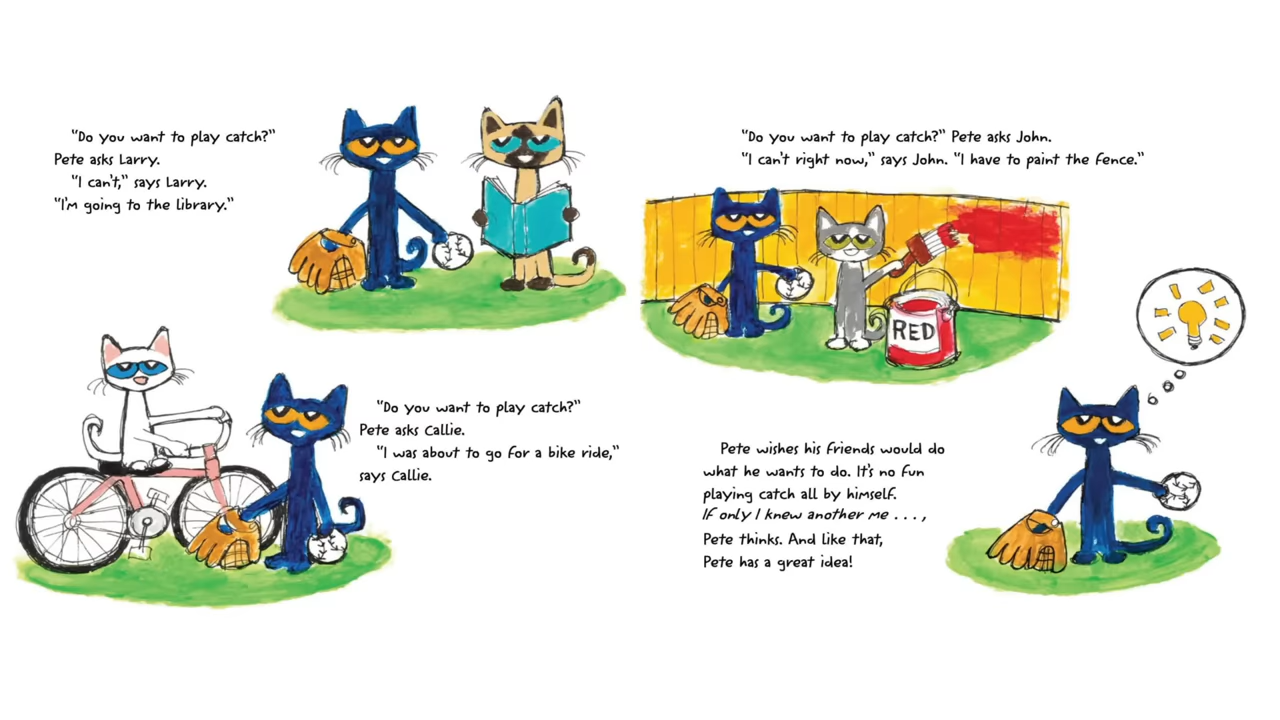 "Do you want to play catch?"
Pete asks Larry.
"I can't," says Larry.
"I'm going to the library."
"Do you want to play catch?"
Pete asks Callie.
"I was about to go for a bike ride,"
says Callie.
"Do you want to play catch?" Pete asks John.
"I can't right now," says John. "I have to paint the fence."
RED
Pete wishes his friends would do
what he wants to do. It's no fun
playing catch all by himself.
If only I knew another me . . . ,
Pete thinks. And like that,
Pete has a great idea!